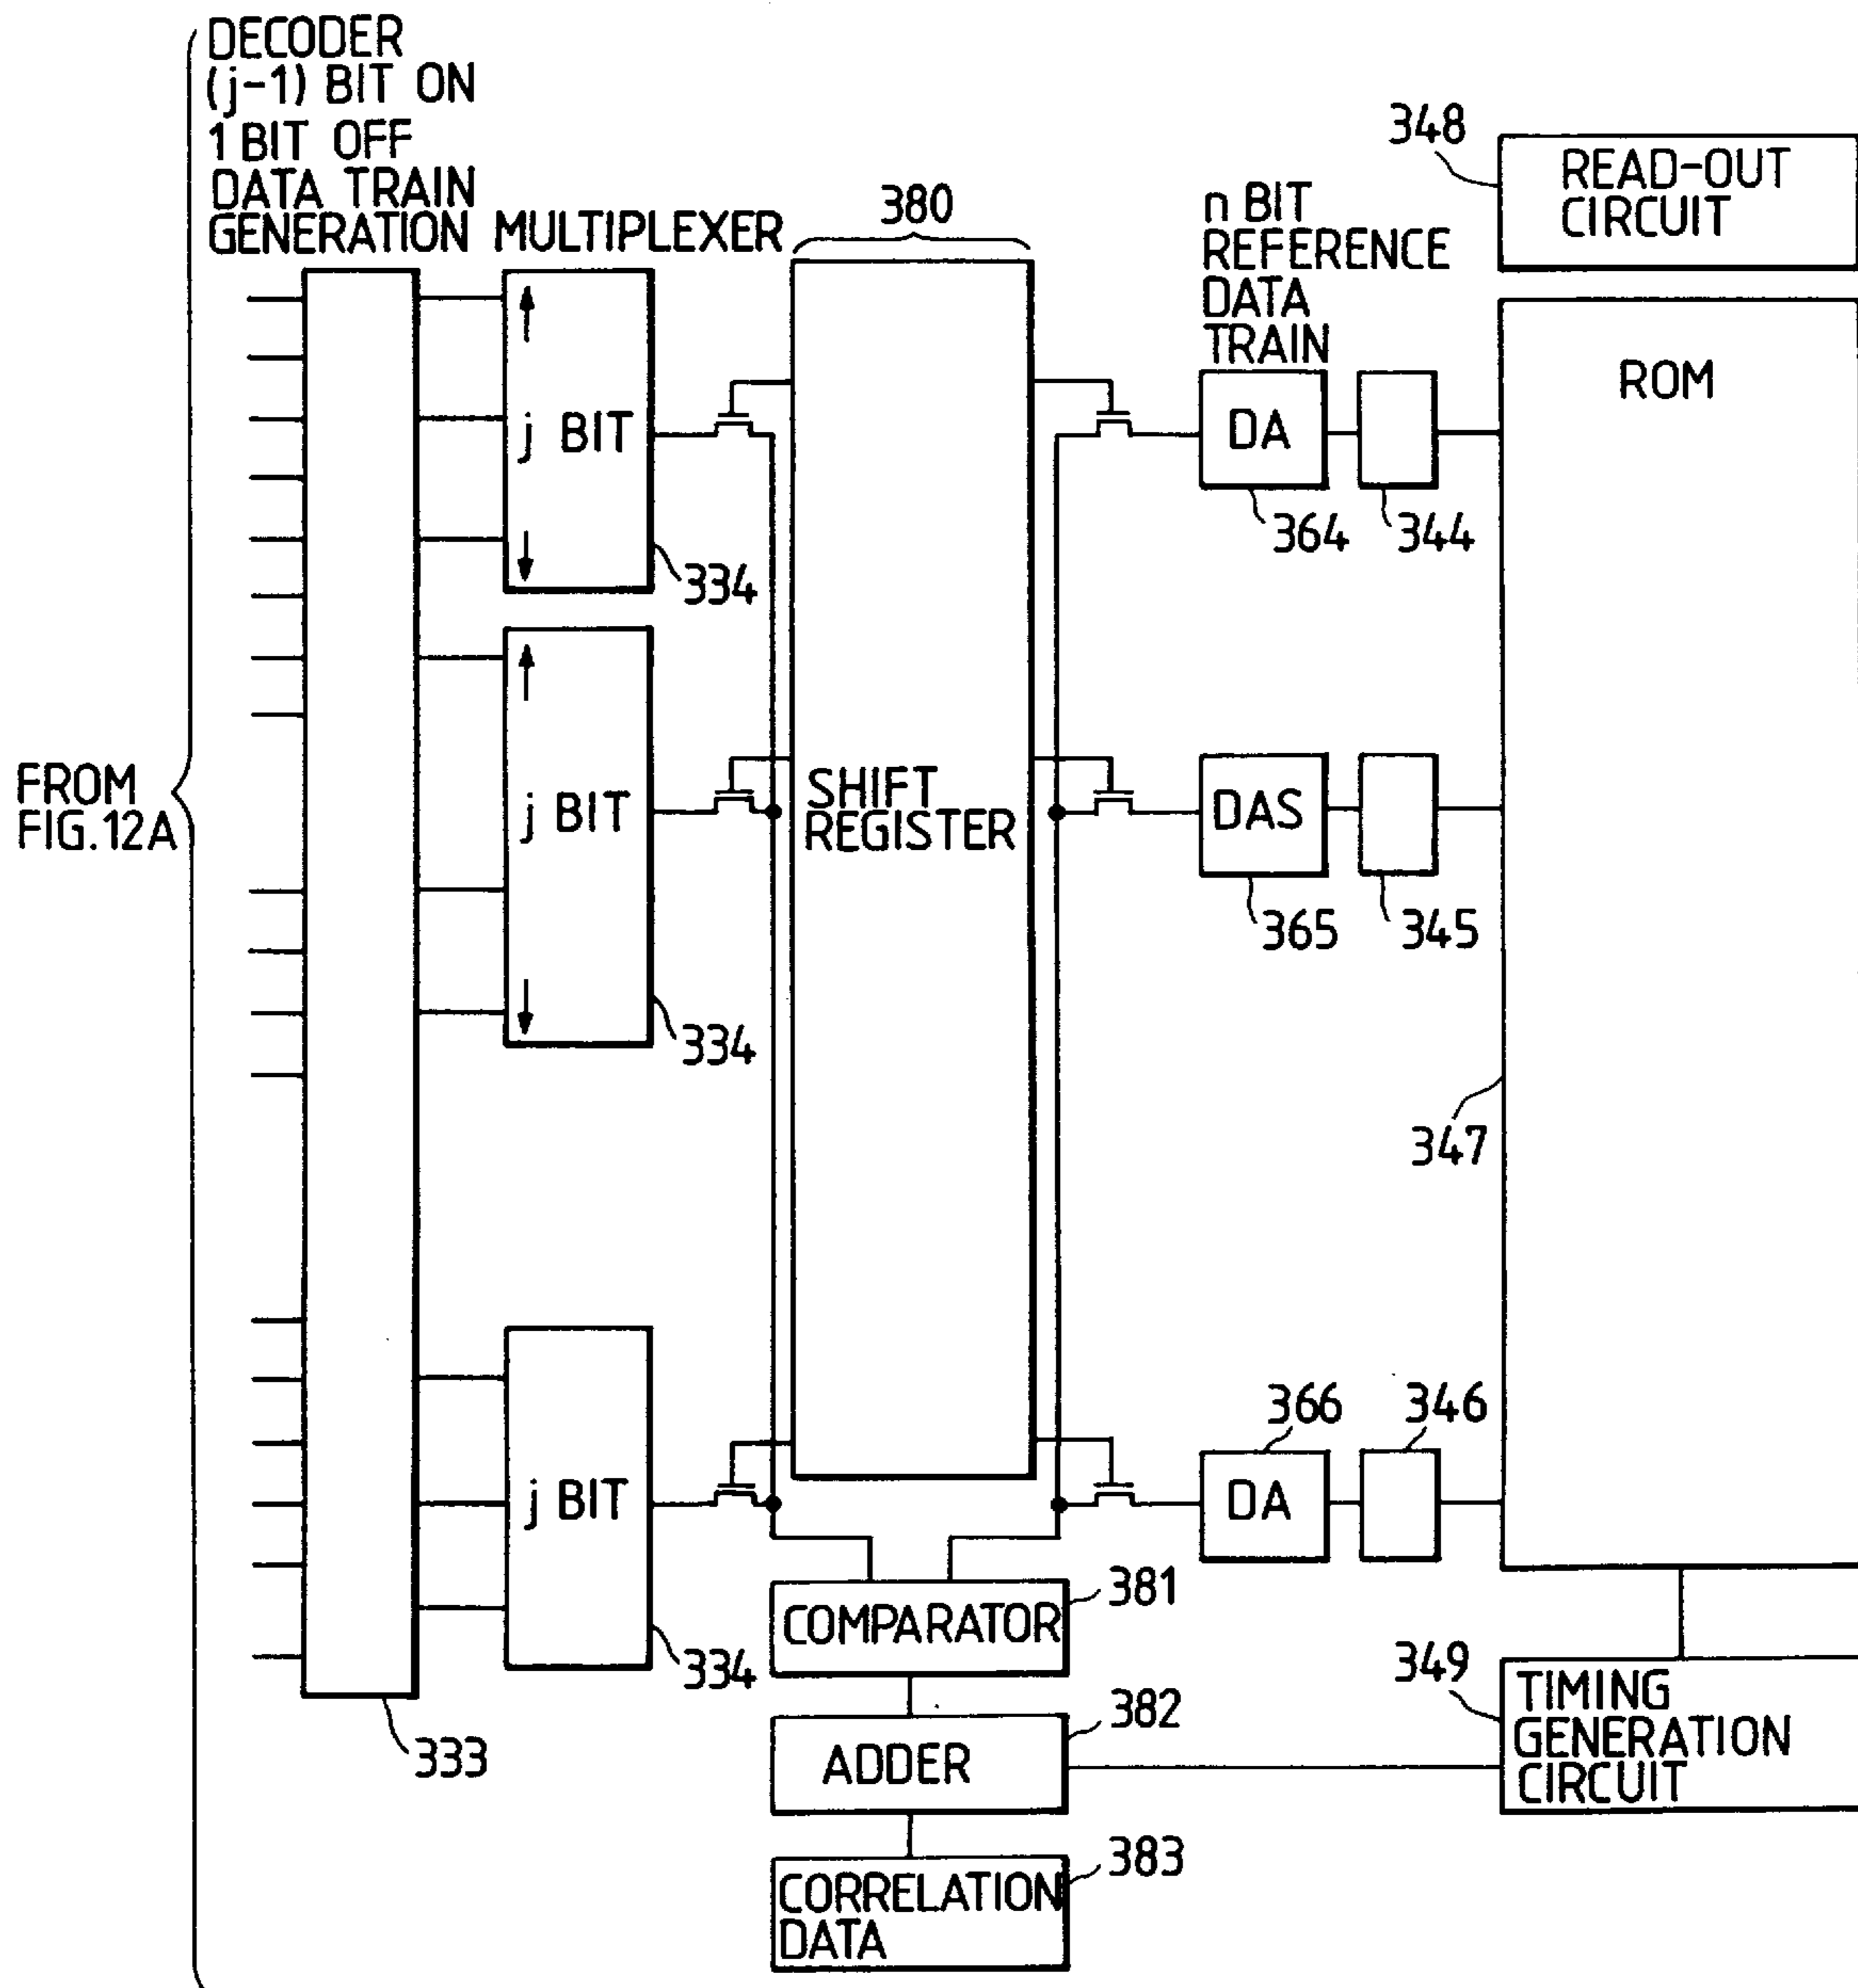 DECODER
(j-1) BIT ON
1 BIT OFF
DATA TRAIN
GENERATION MULTIPLEXER
380
n BIT
REFERENCE
DATA
TRAIN
348
READ-OUT
CIRCUIT
ROM
j BIT
DA
364
344
334
FROM
FIG.12A
j BIT
SHIFT
REGISTER
DAS
365
345
334
347
366
346
j BIT
DA
334
381
COMPARATOR
349
TIMING
GENERATION
CIRCUIT
333
382
ADDER
383
CORRELATION
DATA